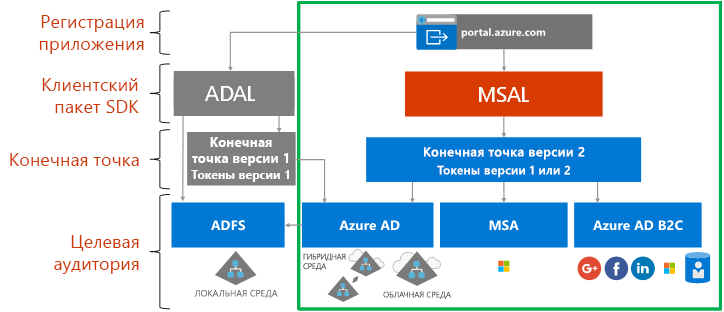 Регистрация
приложения
portal.azure.com
Клиентский
пакет SDK
ADAL
MSAL
Конечная точка
Конечная
точка версии 1
Токены версии 1
Конечная точка версии 2
Токены версии 1 или 2
Целевая
аудитория
ADFS
Azure AD
MSA
Azure AD B2C
ГИБРИДНАЯ
СРЕДА
ЛОКАЛЬНАЯ СРЕДА
ОБЛАЧНАЯ СРЕДА
G+
f
in